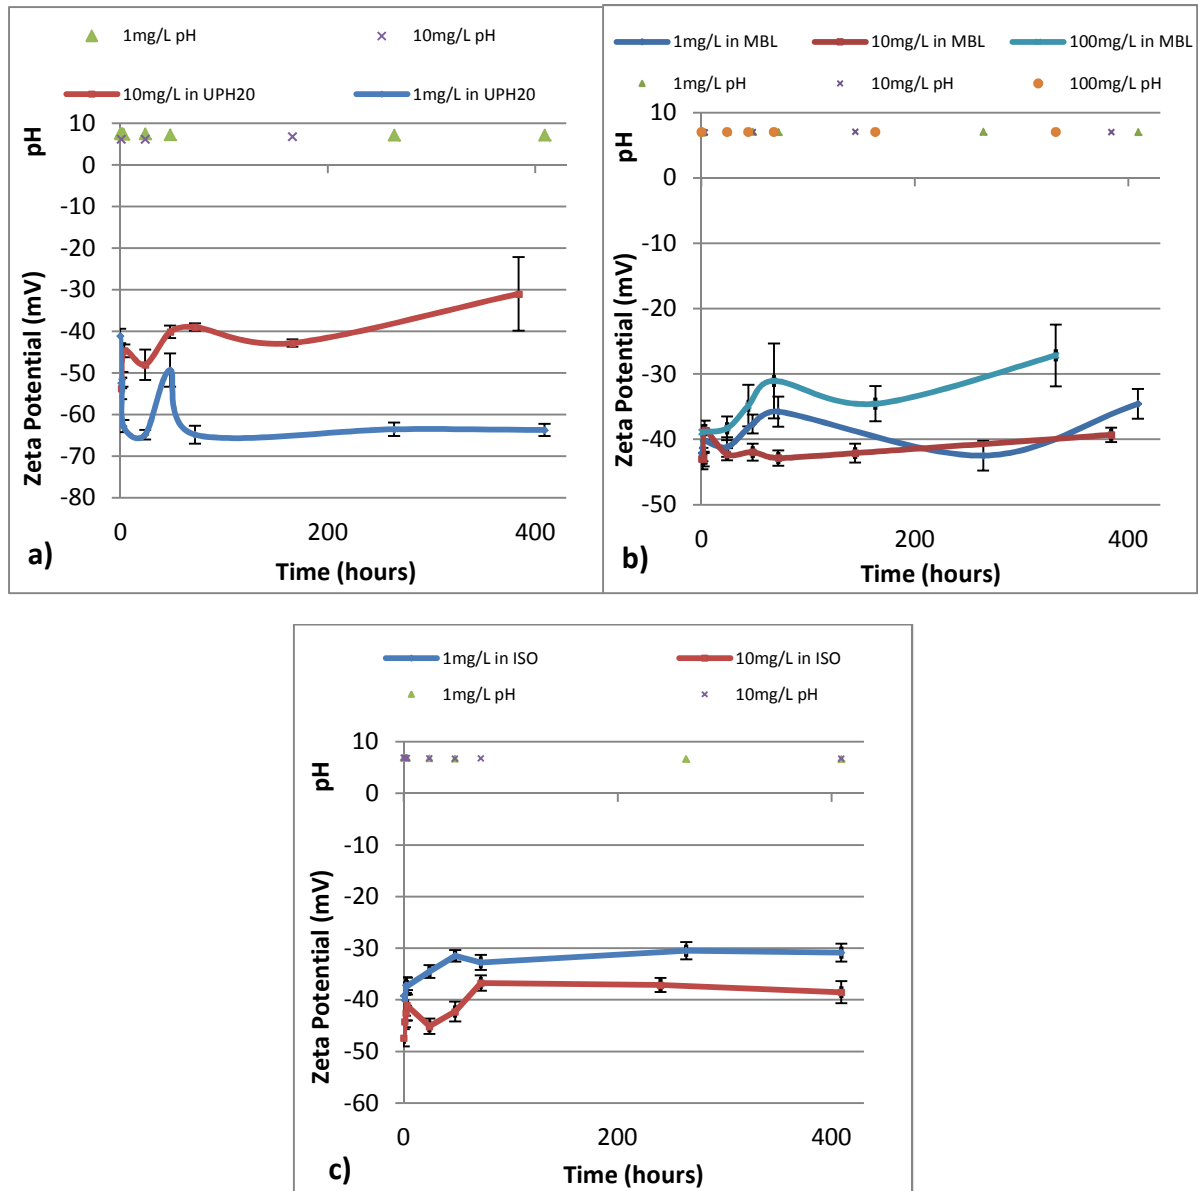 1mg/L pH 10mg/L pH
10mg/L in UPH20 1mg/L in UPH20
pH
Zeta Potential (mV)
10
0
-10
-20
-30
-40
-50
-60
-70
-80
0 200 400
Time (hours)
a)
1mg/L in MBL 10mg/L in MBL 100mg/L in MBL
1mg/L pH 10mg/L pH 100mg/L pH
pH
Zeta Potential (mV)
10
0
-10
-20
-30
-40
-50
0 200 400
Time (hours)
b)
1mg/L in ISO 10mg/L in ISO
1mg/L pH 10mg/L pH
pH
Zeta Potential (mV)
10
0
-10
-20
-30
-40
-50
-60
0 200 400
Time (hours)
c)